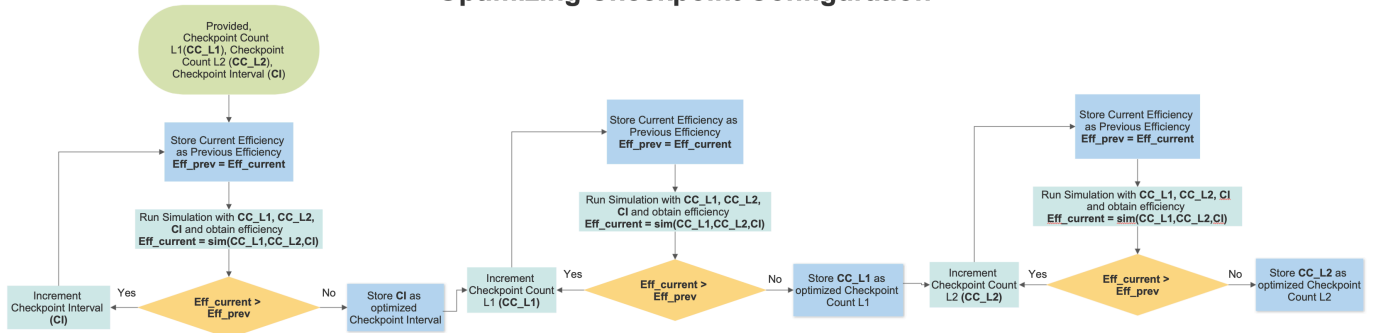 Optimizing Checkpoint Configuration
Provided,
Checkpoint Count
L1(CC_L1), Checkpoint
Count L2 (CC_L2),
Checkpoint Interval (CI)
Store Current Efficiency
as Previous Efficiency
Eff_prev = Eff_current
Run Simulation with CC_L1, CC_L2,
CI and obtain efficiency
Eff_current = sim(CC_L1,CC_L2,CI)
Eff_current >
Eff_prev
Yes
No
Increment
Checkpoint Interval
(CI)
Store CI as
optimized
Checkpoint Interval
Store Current Efficiency as
Previous Efficiency
Eff_prev = Eff_current
Run Simulation with CC_L1, CC_L2,
CI and obtain efficiency
Eff_current = sim(CC_L1,CC_L2,CI)
Eff_current >
Eff_prev
Yes
No
Increment
Checkpoint Count
L1 (CC_L1)
Store CC_L1 as
optimized Checkpoint
Count L1
Store Current Efficiency
as Previous Efficiency
Eff_prev = Eff_current
Run Simulation with CC_L1, CC_L2, CI
and obtain efficiency
Eff_current = sim(CC_L1,CC_L2,CI)
Eff_current >
Eff_prev
Yes
No
Increment
Checkpoint Count
L2 (CC_L2)
Store CC_L2 as
optimized Checkpoint
Count L2